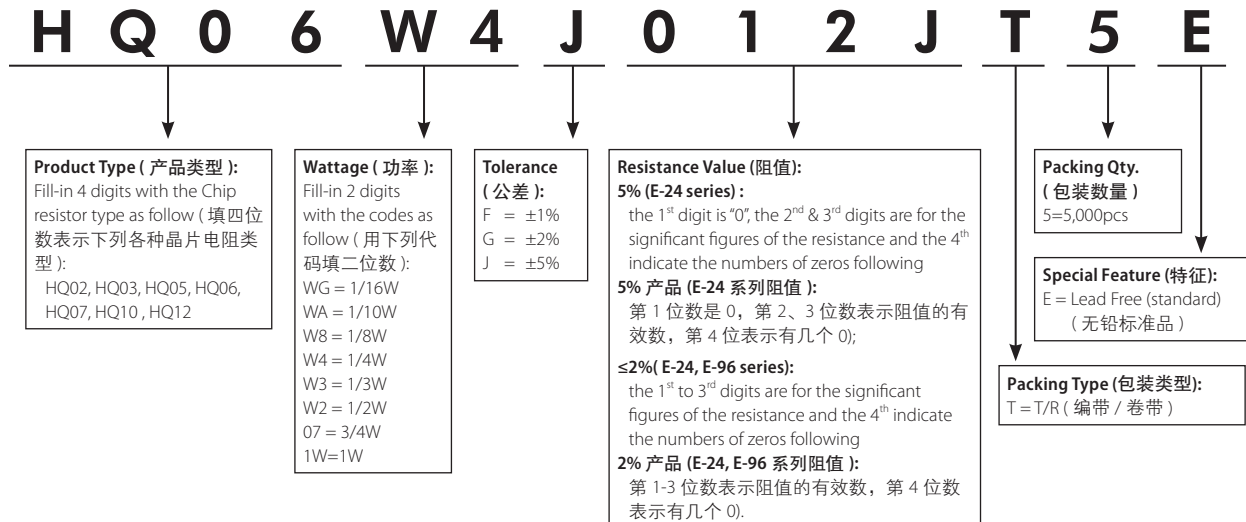 H Q 0 6 W 4 J 0 1 2 J T 5 E
Product Type ( 产品类型 ):
Fill-in 4 digits with the Chip
resistor type as follow ( 填四位
数表示下列各种晶片电阻类
型 ):
HQ02, HQ03, HQ05, HQ06,
HQ07, HQ10 , HQ12
Wattage ( 功率 ):
Fill-in 2 digits
with the codes as
follow ( 用下列代
码填二位数 ):
WG = 1/16W
WA = 1/10W
W8 = 1/8W
W4 = 1/4W
W3 = 1/3W
W2 = 1/2W
07 = 3/4W
1W=1W
Tolerance
( 公差 ):
F = ±1%
G = ±2%
J = ±5%
Resistance Value (阻值):
5% (E-24 series) :
the 1st digit is "0", the 2nd & 3rd digits are for the
significant figures of the resistance and the 4th
indicate the numbers of zeros following
5% 产品 (E-24 系列阻值 ):
第 1 位数是 0，第 2、3 位数表示阻值的有
效数，第 4 位表示有几个 0);
≤2%( E-24, E-96 series):
the 1st to 3rd digits are for the significant
figures of the resistance and the 4th indicate
the numbers of zeros following
2% 产品 (E-24, E-96 系列阻值 ):
第 1-3 位数表示阻值的有效数，第 4 位数
表示有几个 0).
Packing Qty.
( 包装数量 )
5=5,000pcs
Special Feature (特征):
E = Lead Free (standard)
( 无铅标准品 )
Packing Type (包装类型):
T = T/R ( 编带 / 卷带 )